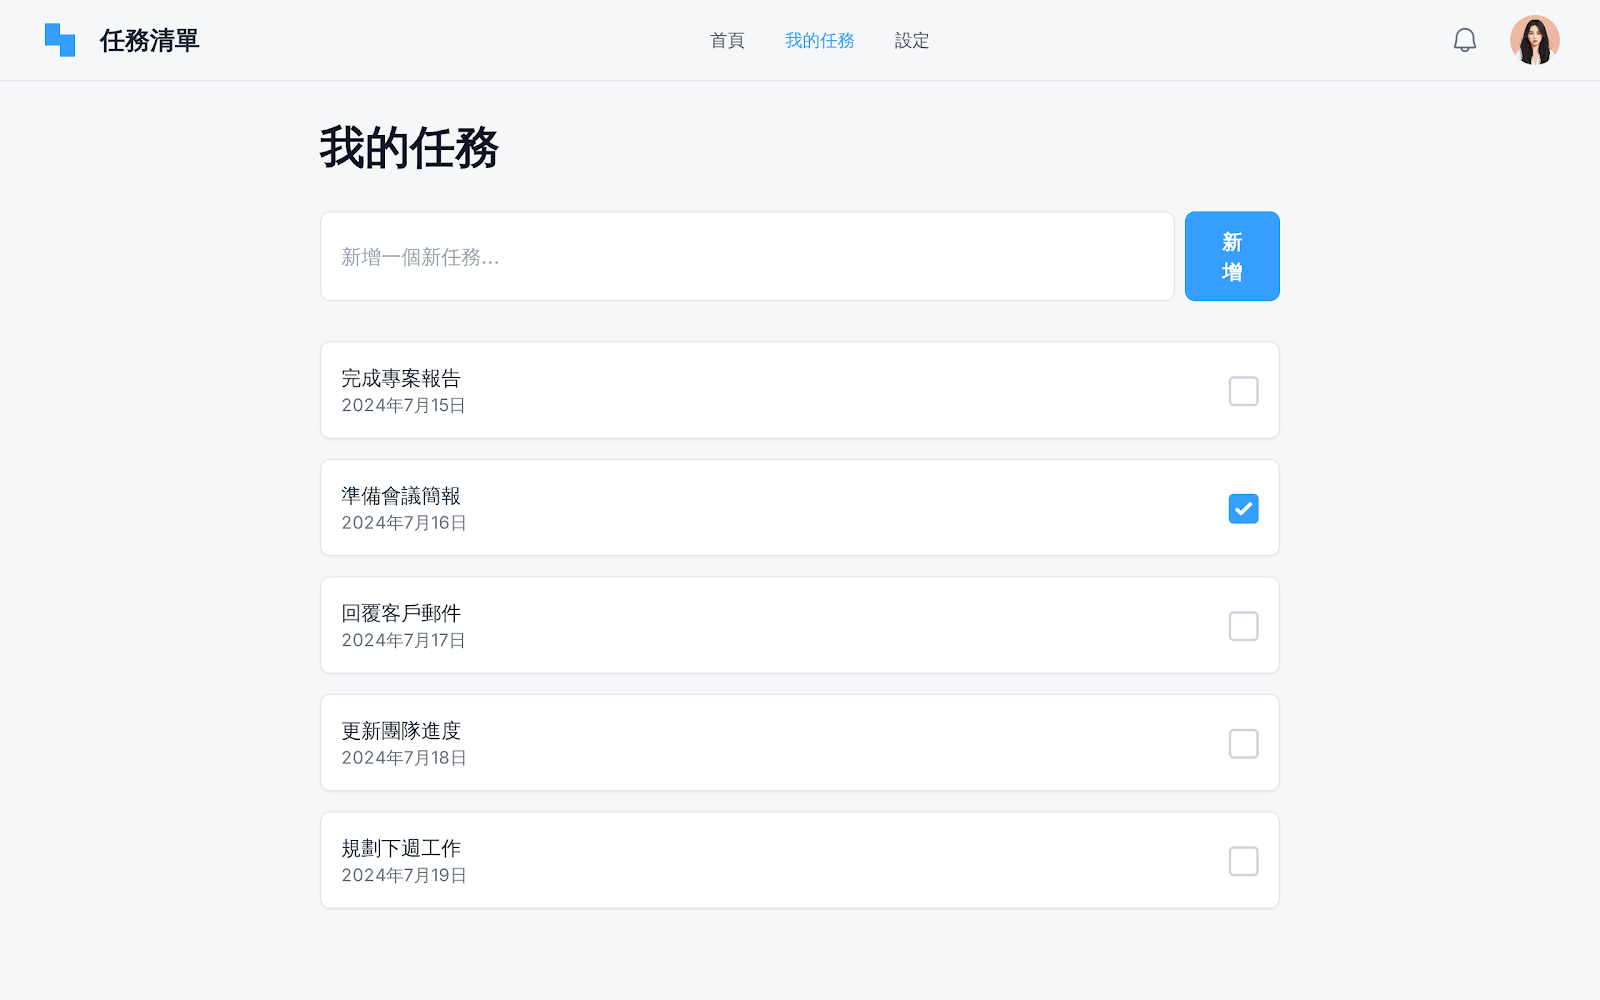 任務清單
首頁
我的任務
設定
我的任務
新增一個新任務...
新
增
完成專案報告
2024年7月15日
準備會議簡報
2024年7月16日
回覆客戶郵件
2024年7月17日
更新團隊進度
2024年7月18日
規劃下週工作
2024年7月19日